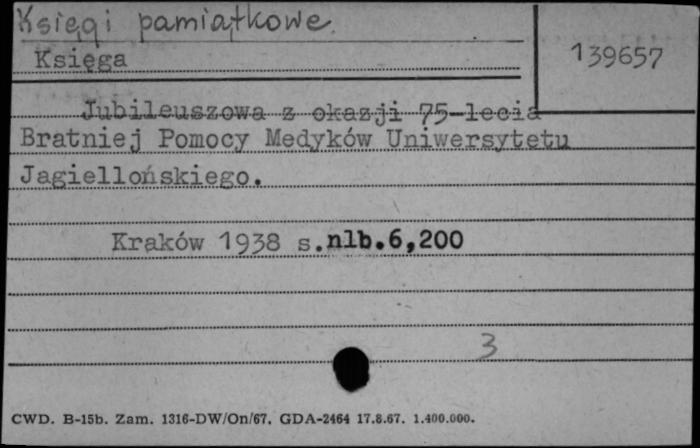 Księgi pamiątkowe
139657
Księga
Jubileuszowa z okazji 75-lecia
Bratniej Pomocy Medyków Uniwersytetu
Jagiellońskiego.
Kraków 1938 s.nlb.6,200
3
CWD. B-15b. Zam. 1316-DW/On/67. GDA-2464 17.8.67. 1.400.000.